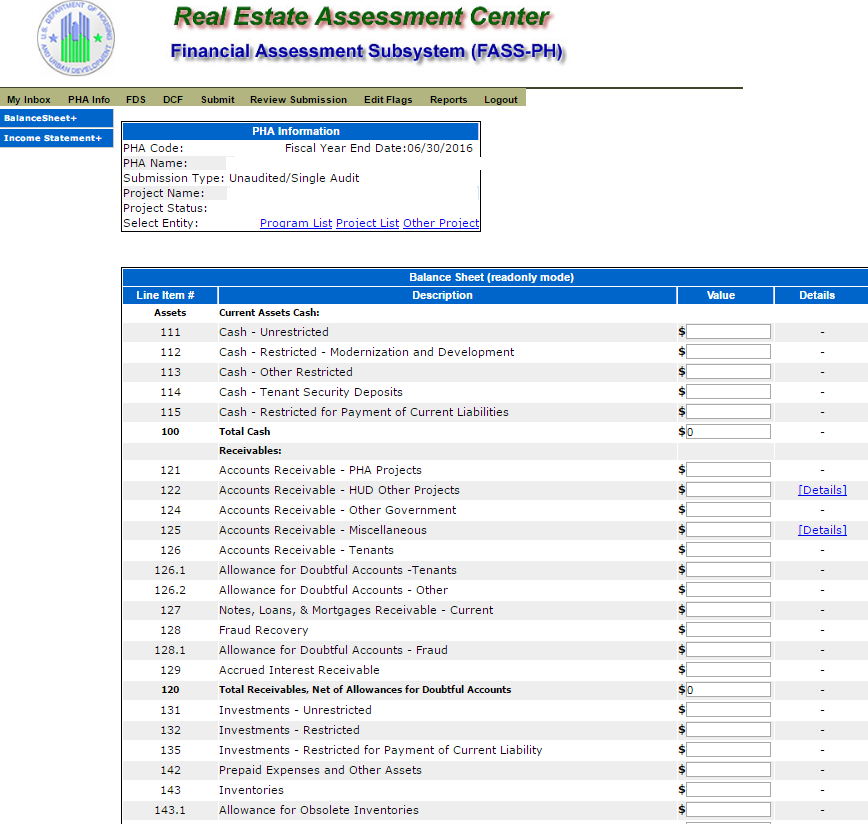 U.S. DEPARTMENT OF HOUSING AND URBAN DEVELOPMENT
Real Estate Assessment Center
Financial Assessment Subsystem (FASS-PH)
My Inbox PHA Info FDS DCF Submit Review Submission Edit Flags Reports Logout
BalanceSheet+
Income Statement+
PHA Information
PHA Code: Fiscal Year End Date:06/30/2016
PHA Name:
Submission Type: Unaudited/Single Audit
Project Name:
Project Status:
Select Entity: Program List Project List Other Project
Balance Sheet (readonly mode)
Line Item # Description Value Details
Assets Current Assets Cash:
111 Cash - Unrestricted $ -
112 Cash - Restricted - Modernization and Development $ -
113 Cash - Other Restricted $ -
114 Cash - Tenant Security Deposits $ -
115 Cash - Restricted for Payment of Current Liabilities $ -
100 Total Cash $0 -
Receivables:
121 Accounts Receivable - PHA Projects $ -
122 Accounts Receivable - HUD Other Projects $ [Details]
124 Accounts Receivable - Other Government $ -
125 Accounts Receivable - Miscellaneous $ [Details]
126 Accounts Receivable - Tenants $ -
126.1 Allowance for Doubtful Accounts -Tenants $ -
126.2 Allowance for Doubtful Accounts - Other $ -
127 Notes, Loans, & Mortgages Receivable - Current $ -
128 Fraud Recovery $ -
128.1 Allowance for Doubtful Accounts - Fraud $ -
129 Accrued Interest Receivable $ -
120 Total Receivables, Net of Allowances for Doubtful Accounts $0 -
131 Investments - Unrestricted $ -
132 Investments - Restricted $ -
135 Investments - Restricted for Payment of Current Liability $ -
142 Prepaid Expenses and Other Assets $ -
143 Inventories $ -
143.1 Allowance for Obsolete Inventories $ -